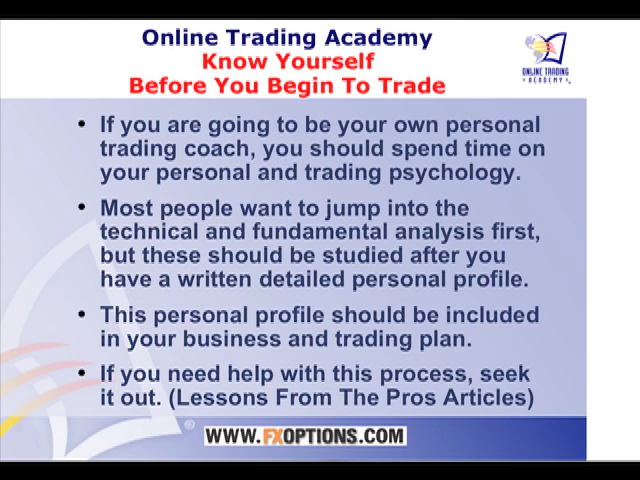 Online Trading Academy
Know Yourself
Before You Begin To Trade
ONLINE TRADING
ACADEMY
• If you are going to be your own personal
trading coach, you should spend time on
your personal and trading psychology.
• Most people want to jump into the
technical and fundamental analysis first,
but these should be studied after you
have a written detailed personal profile.
• This personal profile should be included
in your business and trading plan.
• If you need help with this process, seek
it out. (Lessons From The Pros Articles)
®
WWW.FXOPTIONS.COM